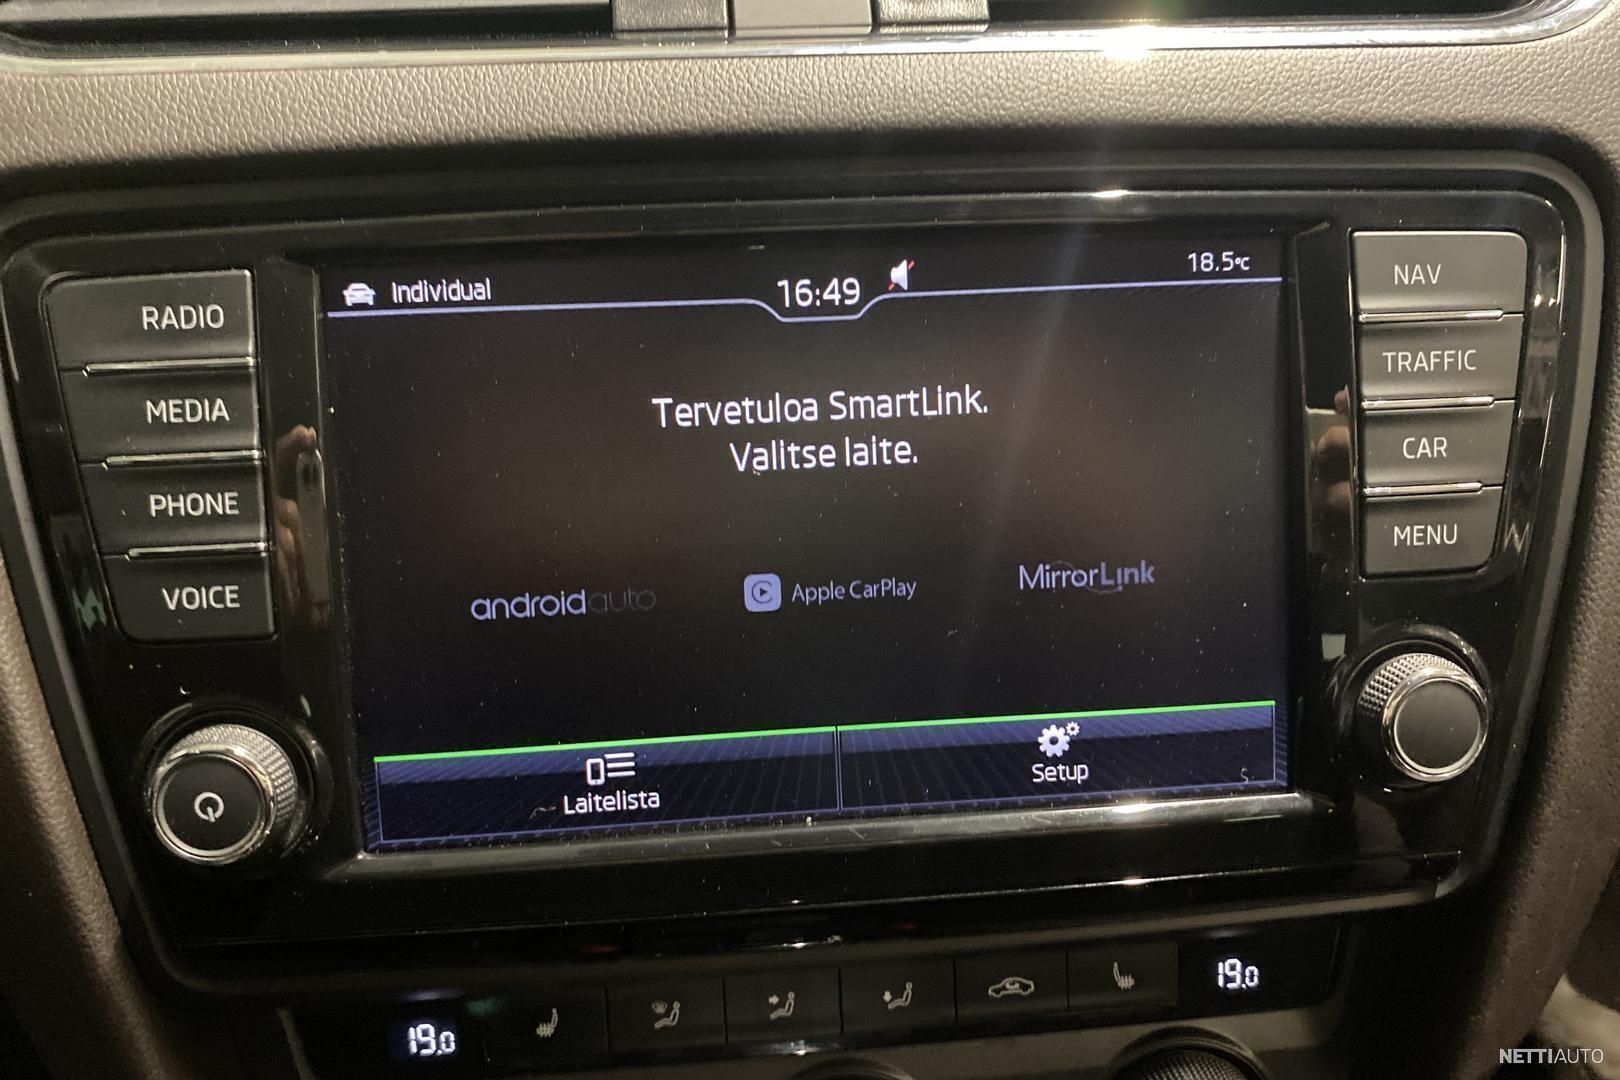 Individual
16:49
18.5°C
RADIO
MEDIA
PHONE
VOICE
Tervetuloa SmartLink.
Valitse laite.
androidauto
Apple CarPlay
MirrorLink
Laitelista
Setup
NAV
TRAFFIC
CAR
MENU
19.0
19.0
NETTIAUTO